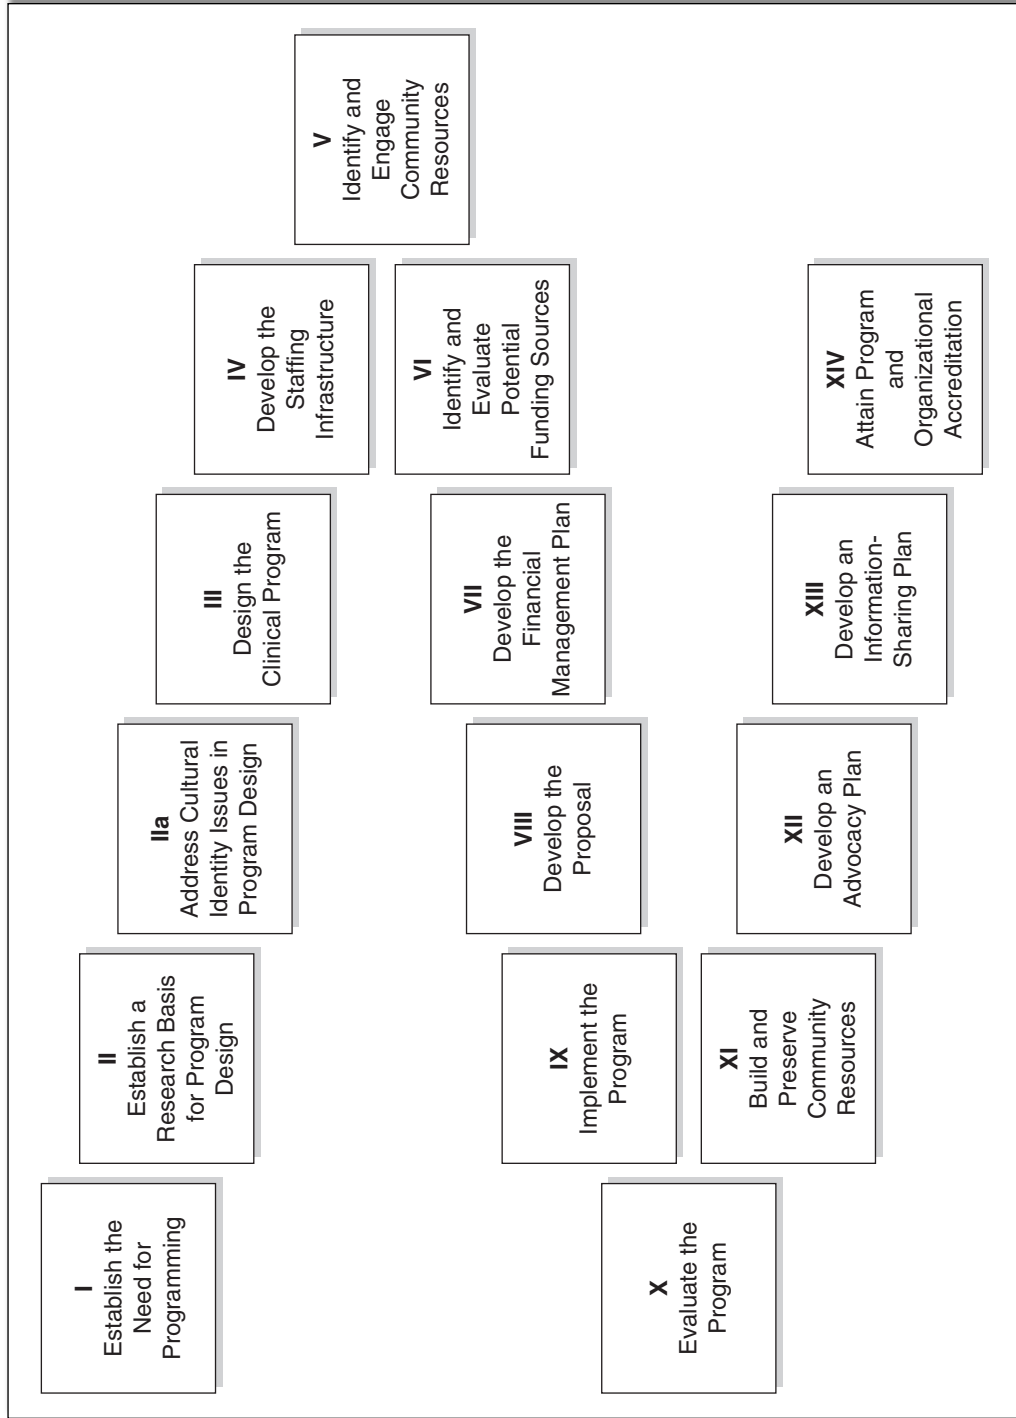 I
Establish the
Need for
Programming
II
Establish a
Research Basis
for Program
Design
IIa
Address Cultural
Identity Issues in
Program Design
III
Design the
Clinical Program
IV
Develop the
Staffing
Infrastructure
V
Identify and
Engage
Community
Resources
VI
Identify and
Evaluate
Potential
Funding Sources
VII
Develop the
Financial
Management Plan
VIII
Develop the
Proposal
IX
Implement the
Program
X
Evaluate the
Program
XI
Build and
Preserve
Community
Resources
XII
Develop an
Advocacy Plan
XIII
Develop an
Information-
Sharing Plan
XIV
Attain Program
and
Organizational
Accreditation